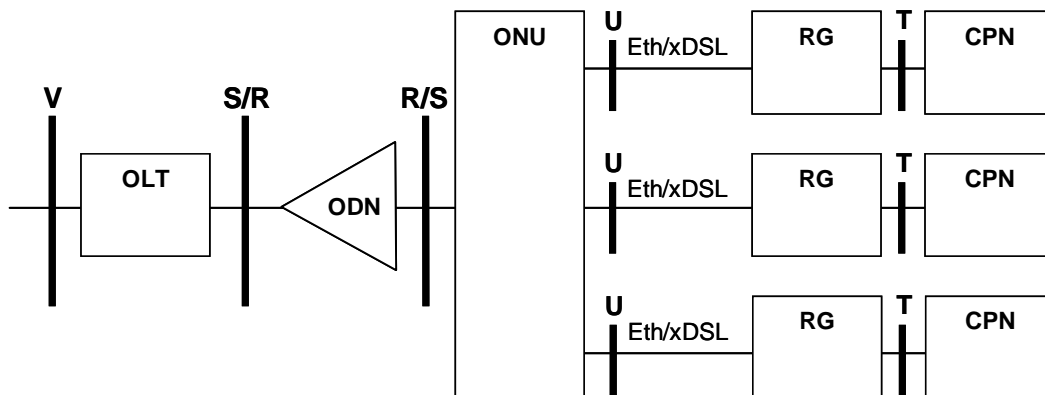 U
T
ONU
RG
CPN
Eth/xDSL
V
S/R
R/S
OLT
ODN
U
T
RG
CPN
Eth/xDSL
U
T
RG
CPN
Eth/xDSL